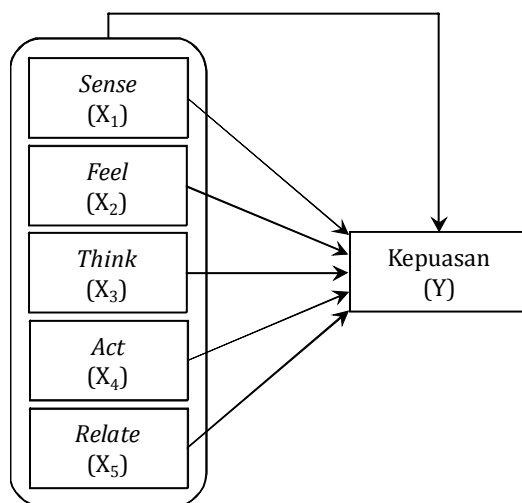 Sense
(X₁)
Feel
(X₂)
Think
(X₃)
Act
(X₄)
Relate
(X₅)
Kepuasan
(Y)